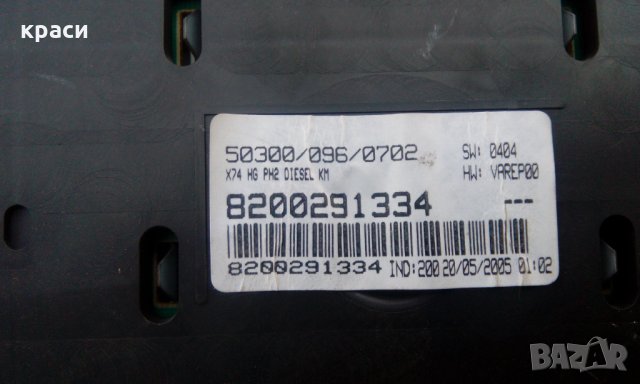 краси
50300/096/0702 SW: 0404
X74 HG PH2 DIESEL KM HW: VAREP00
8200291334 ---
8200291334 IND:200 20/05/2005 01:02
BAZAR